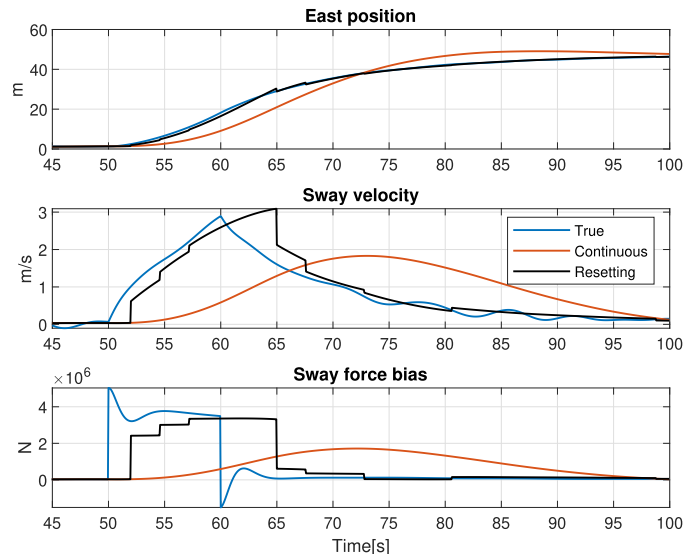 East position
60
40
20
0
m
45 50 55 60 65 70 75 80 85 90 95 100
Sway velocity
3
2
1
0
m/s
True
Continuous
Resetting
45 50 55 60 65 70 75 80 85 90 95 100
Sway force bias
×10⁶
4
2
0
N
45 50 55 60 65 70 75 80 85 90 95 100
Time[s]